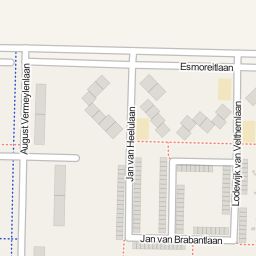 Esmoreitlaan
August Vermeylenlaan
Jan van Heelulaan
Lodewijk van Velthemlaan
Jan van Brabantlaan